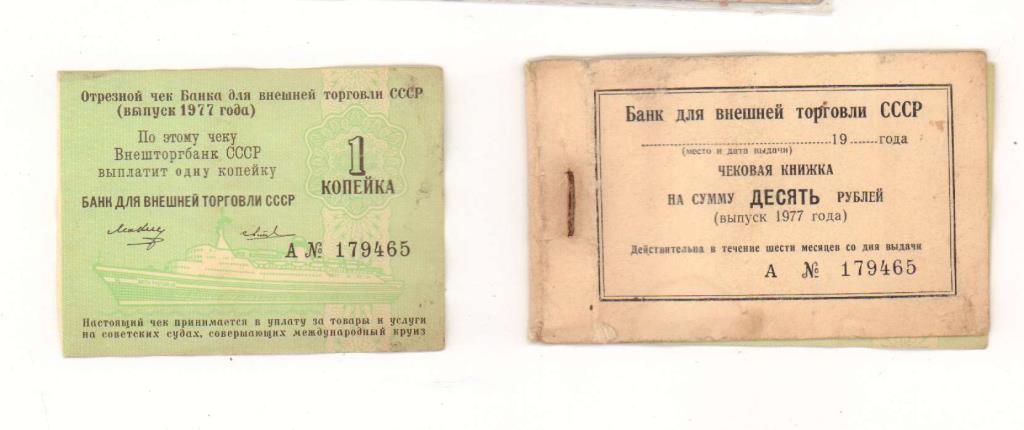 Отрезной чек Банка для внешней торговли СССР
(выпуск 1977 года)
По этому чеку
Внешторгбанк СССР
выплатит одну копейку
1
КОПЕЙКА
БАНК ДЛЯ ВНЕШНЕЙ ТОРГОВЛИ СССР
А № 179465
Настоящий чек принимается в уплату за товары и услуги
на советских судах, совершающих международный круиз
Банк для внешней торговли СССР
19 года
(место и дата выдачи)
ЧЕКОВАЯ КНИЖКА
НА СУММУ ДЕСЯТЬ РУБЛЕЙ
(выпуск 1977 года)
Действительна в течение шести месяцев со дня выдачи
А № 179465